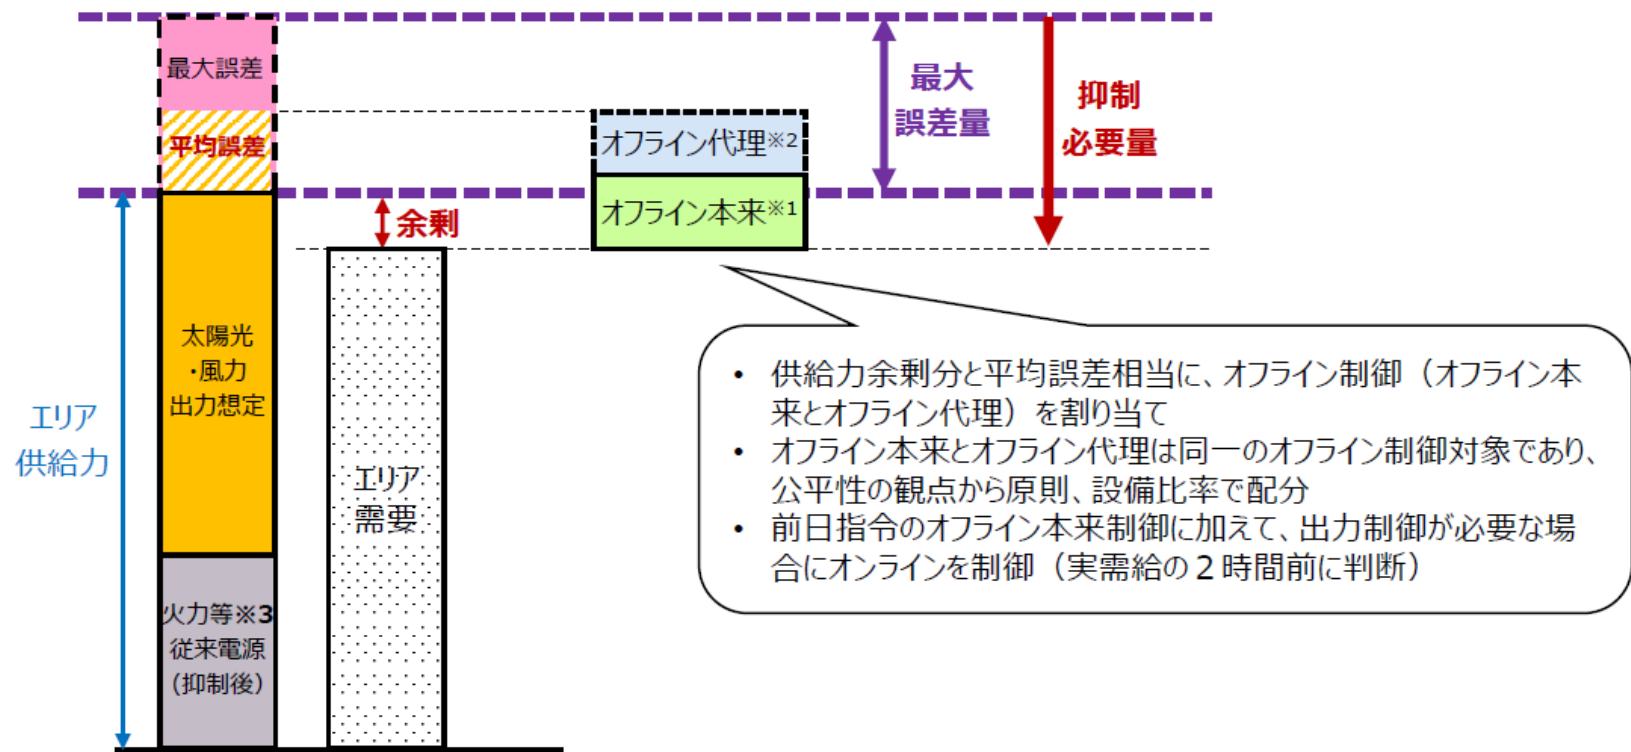 最大誤差
平均誤差
太陽光
・風力
出力想定
火力等※3
従来電源
(抑制後)
エリア
供給力
余剰
エリア
需要
オフライン代理※2
オフライン本来※1
最大
誤差量
抑制
必要量
• 供給力余剰分と平均誤差相当に、オフライン制御（オフライン本
来とオフライン代理）を割り当て
• オフライン本来とオフライン代理は同一のオフライン制御対象であり、
公平性の観点から原則、設備比率で配分
• 前日指令のオフライン本来制御に加えて、出力制御が必要な場
合にオンラインを制御（実需給の２時間前に判断）